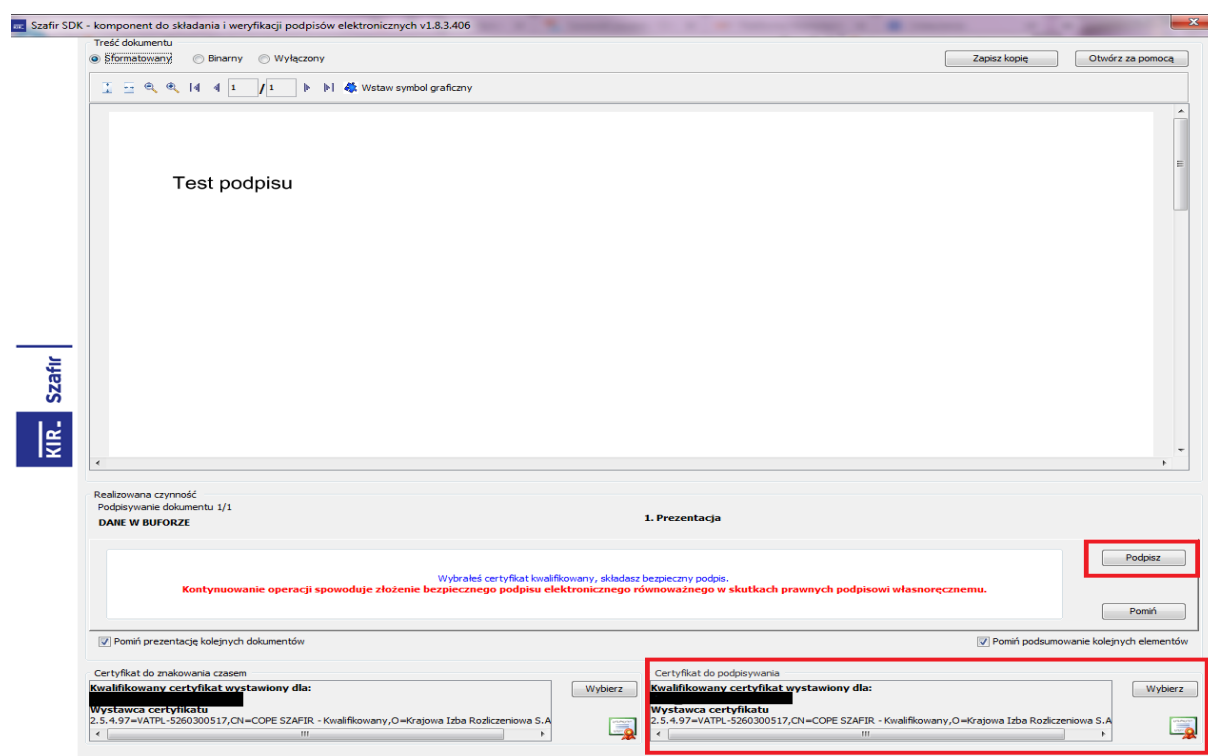 Szafir SDK - komponent do składania i weryfikacji podpisów elektronicznych v1.8.3.406
Treść dokumentu
Sformatowany Binarny Wyłączony Zapisz kopię Otwórz za pomocą
1 / 1 Wstaw symbol graficzny
Test podpisu
KIR. Szafir
Realizowana czynność
Podpisywanie dokumentu 1/1
DANE W BUFORZE
1. Prezentacja
Podpisz
Wybrałeś certyfikat kwalifikowany, składasz bezpieczny podpis.
Kontynuowanie operacji spowoduje złożenie bezpiecznego podpisu elektronicznego równoważnego w skutkach prawnych podpisowi własnoręcznemu.
Pomiń
Pomiń prezentację kolejnych dokumentów Pomiń podsumowanie kolejnych elementów
Certyfikat do znakowania czasem
Kwalifikowany certyfikat wystawiony dla:
Wybierz
Wystawca certyfikatu
2.5.4.97=VATPL-5260300517,CN=COPE SZAFIR - Kwalifikowany,O=Krajowa Izba Rozliczeniowa S.A
Certyfikat do podpisywania
Kwalifikowany certyfikat wystawiony dla:
Wybierz
Wystawca certyfikatu
2.5.4.97=VATPL-5260300517,CN=COPE SZAFIR - Kwalifikowany,O=Krajowa Izba Rozliczeniowa S.A